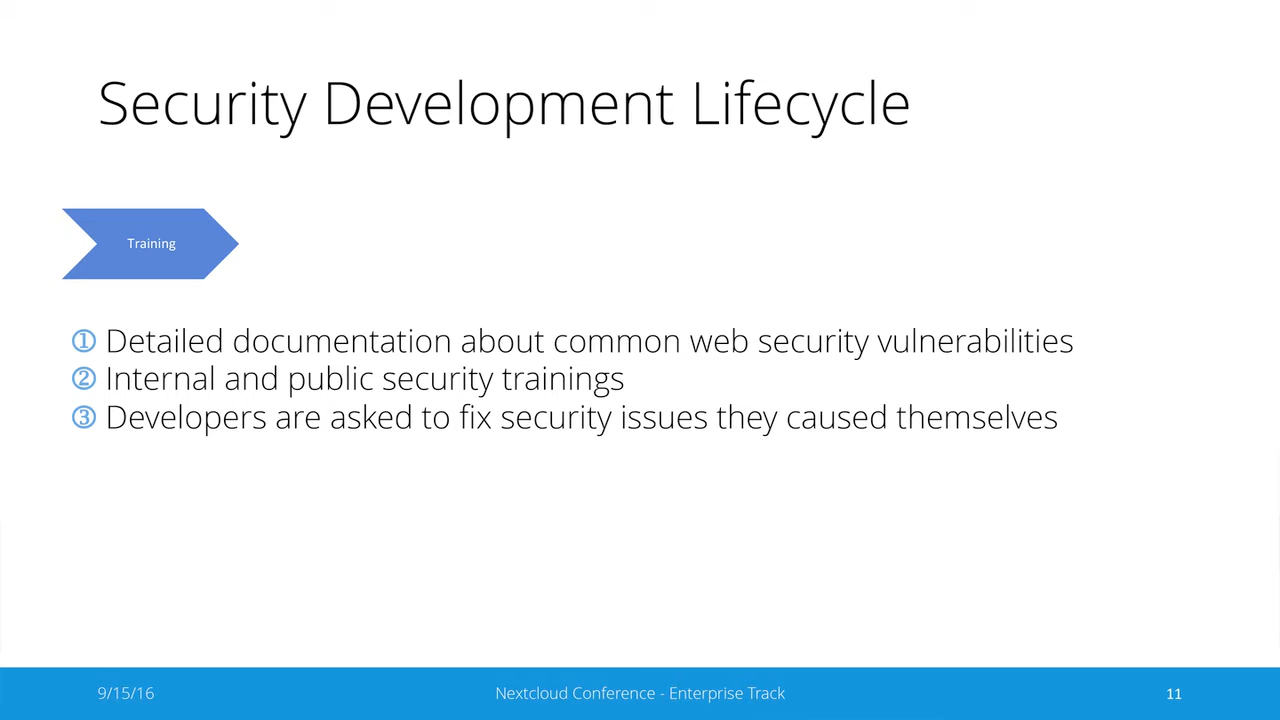 Security Development Lifecycle
Training
① Detailed documentation about common web security vulnerabilities
② Internal and public security trainings
③ Developers are asked to fix security issues they caused themselves
9/15/16
Nextcloud Conference - Enterprise Track
11